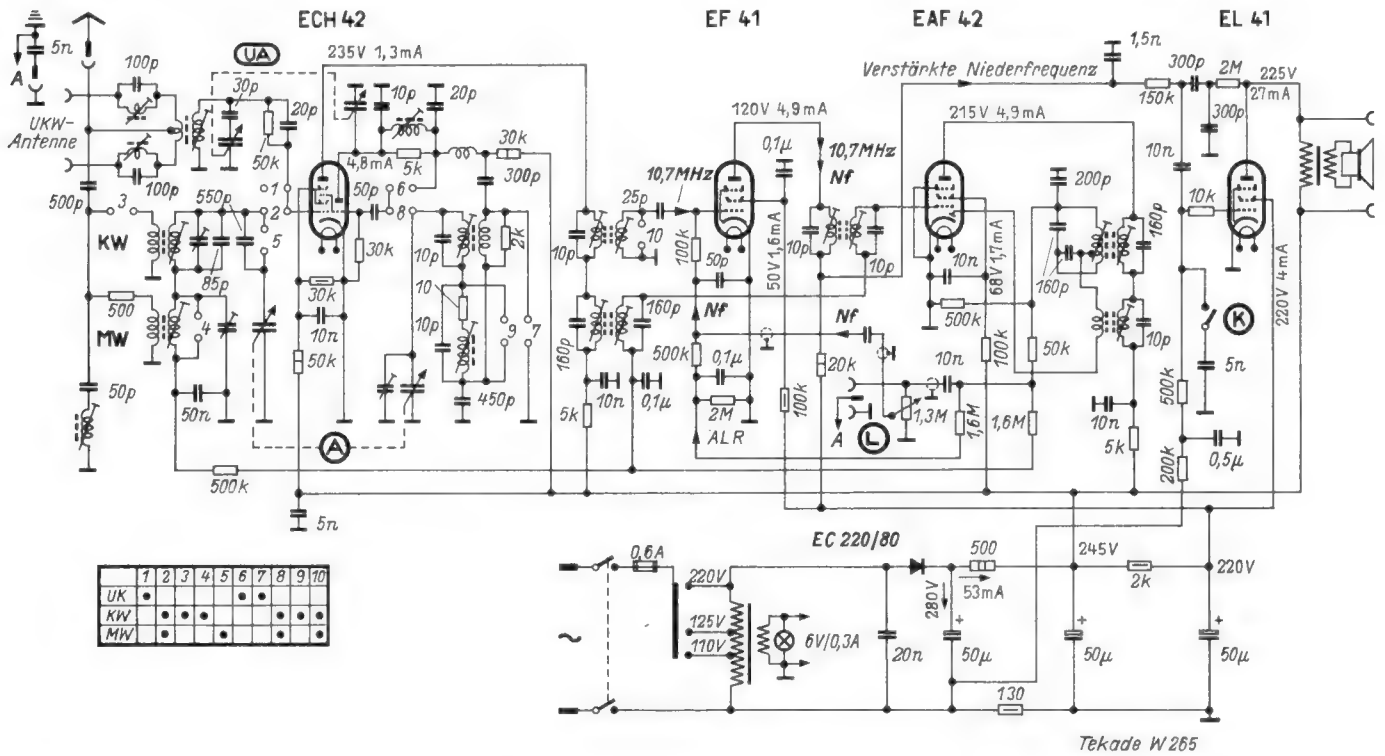 ECH 42
EF 41
EAF 42
EL 41
5n
A
100p
UA
30p
20p
235V 1,3mA
10p
20p
1,5n
Verstärkte Niederfrequenz
300p
2M
225V
27mA
150k
300p
120V 4,9mA
215V 4,9mA
UKW-
Antenne
50k
4,8mA
5k
30k
300p
0,1µ
10,7MHz
Nf
10n
200p
100p
500p
3
550p
1
2
5
50p
6
8
25p
10,7MHz
10
100k
10k
KW
85p
30k
10p
2k
10p
50p
50V 1,6mA
10p
10p
10n
68V 1,7mA
160p
160p
220V 4mA
500
MW
4
30k
10n
50k
10
10p
9
7
160p
160p
Nf
Nf
500k
0,1µ
500k
50k
10p
K
5n
50p
50n
450p
5k
10n
0,1µ
2M
ALR
100k
20k
10n
A
L
1,3M
1,6M
100k
1,6M
10n
5k
500k
200k
0,5µ
A
500k
5n
EC 220/80
0,6A
220V
125V
110V
6V/0,3A
20n
280V
500
53mA
245V
2k
220V
+
50µ
+
50µ
+
50µ
130
~
1 2 3 4 5 6 7 8 9 10
UK
KW
MW
Tekade W265